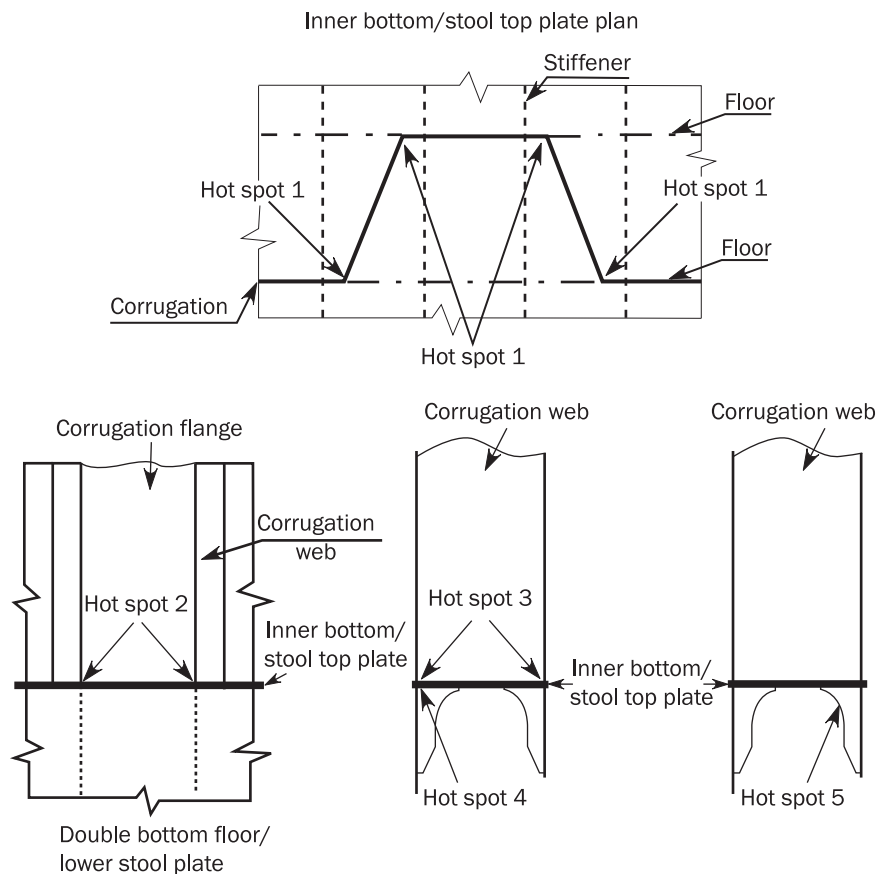 Inner bottom/stool top plate plan
Stiffener
Floor
Hot spot 1
Hot spot 1
Floor
Corrugation
Hot spot 1
Corrugation flange
Corrugation web
Corrugation web
Corrugation
web
Hot spot 2
Hot spot 3
Inner bottom/
stool top plate
Inner bottom/
stool top plate
Hot spot 4
Hot spot 5
Double bottom floor/
lower stool plate